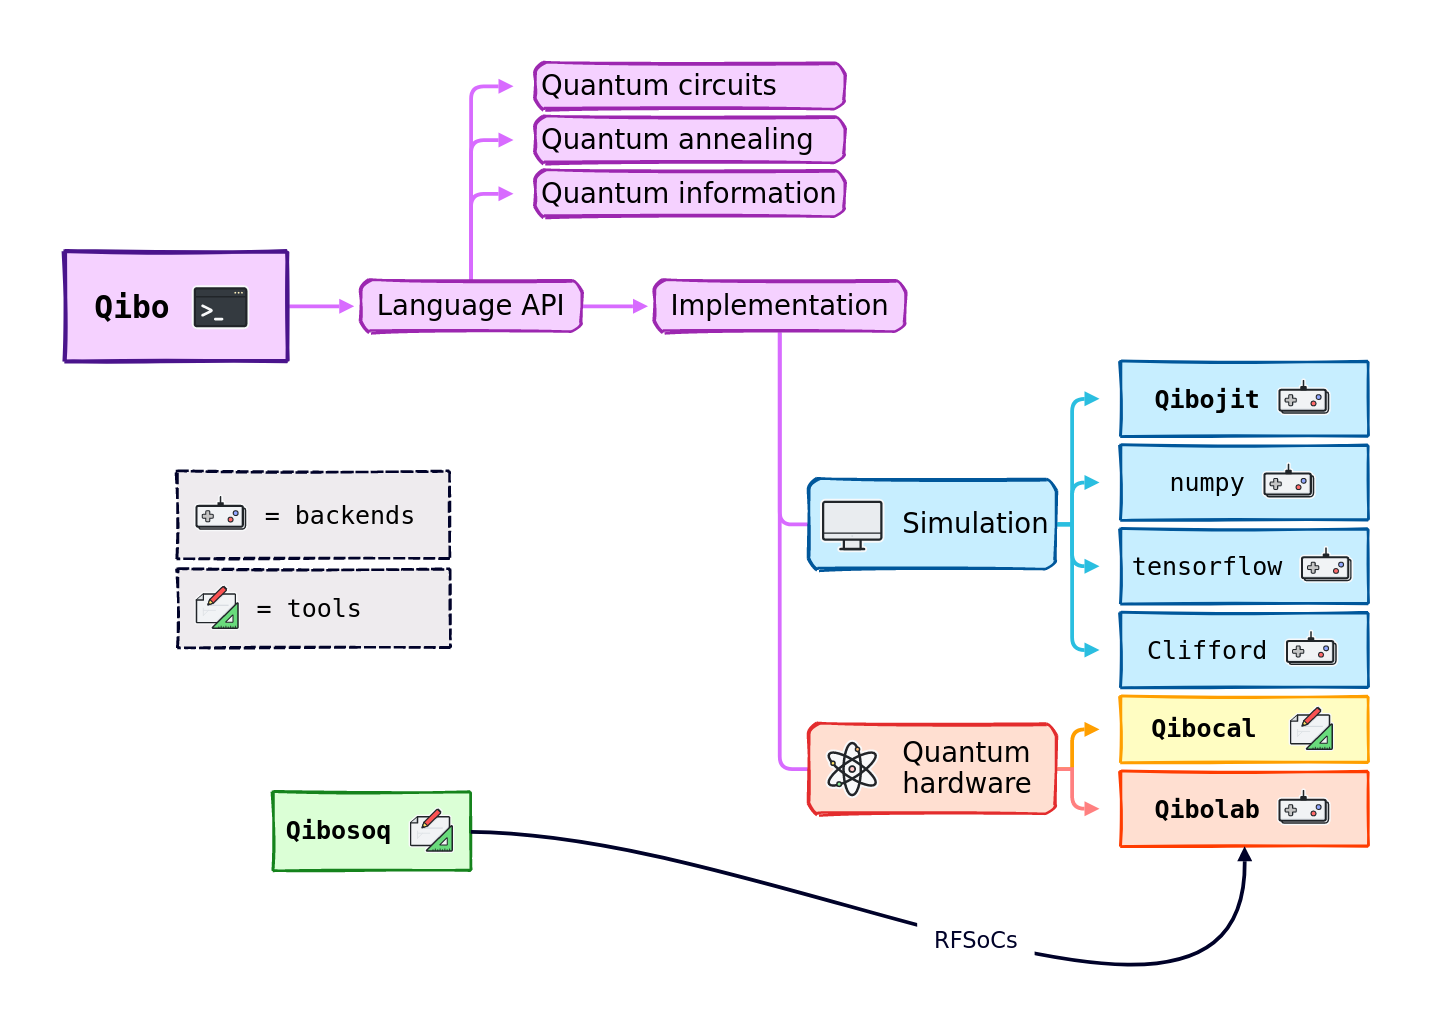 Quantum circuits
Quantum annealing
Quantum information
Qibo >_
Language API
Implementation
Qibojit
numpy
= backends
Simulation
tensorflow
= tools
Clifford
Qibocal
Quantum
hardware
Qibolab
Qibosoq
RFSoCs